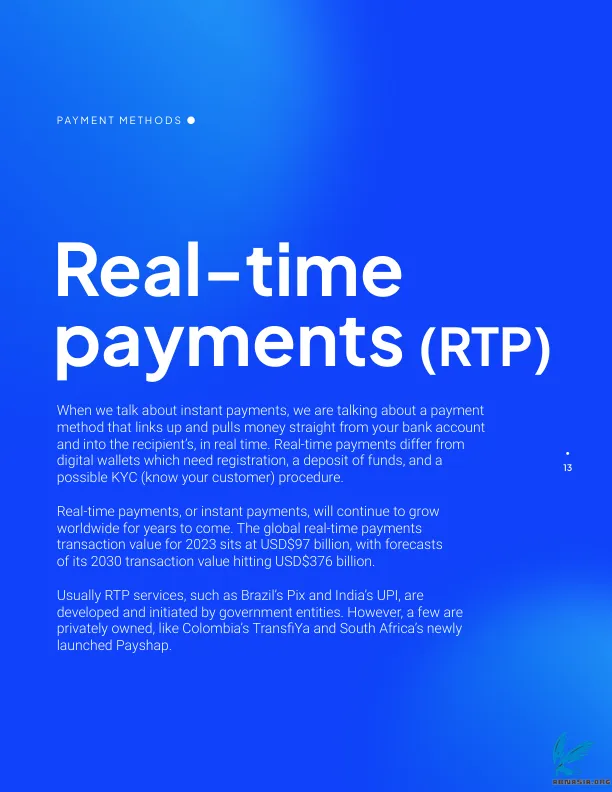 PAYMENT METHODS
Real-time
payments (RTP)
When we talk about instant payments, we are talking about a payment
method that links up and pulls money straight from your bank account
and into the recipient's, in real time. Real-time payments differ from
digital wallets which need registration, a deposit of funds, and a
possible KYC (know your customer) procedure.
13
Real-time payments, or instant payments, will continue to grow
worldwide for years to come. The global real-time payments
transaction value for 2023 sits at USD$97 billion, with forecasts
of its 2030 transaction value hitting USD$376 billion.
Usually RTP services, such as Brazil's Pix and India's UPI, are
developed and initiated by government entities. However, a few are
privately owned, like Colombia's TransfiYa and South Africa's newly
launched Payshap.